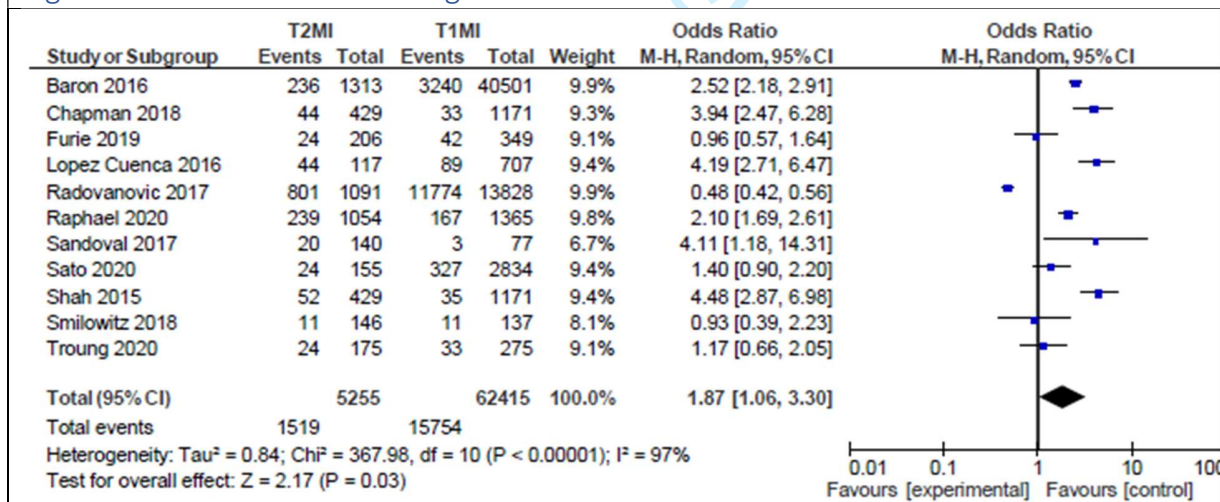 T2MI T1MI Odds Ratio Odds Ratio
Study or Subgroup Events Total Events Total Weight M-H, Random, 95% CI M-H, Random, 95% CI
Baron 2016 236 1313 3240 40501 9.9% 2.52 [2.18, 2.91]
Chapman 2018 44 429 33 1171 9.3% 3.94 [2.47, 6.28]
Furie 2019 24 206 42 349 9.1% 0.96 [0.57, 1.64]
Lopez Cuenca 2016 44 117 89 707 9.4% 4.19 [2.71, 6.47]
Radovanovic 2017 801 1091 11774 13828 9.9% 0.48 [0.42, 0.56]
Raphael 2020 239 1054 167 1365 9.8% 2.10 [1.69, 2.61]
Sandoval 2017 20 140 3 77 6.7% 4.11 [1.18, 14.31]
Sato 2020 24 155 327 2834 9.4% 1.40 [0.90, 2.20]
Shah 2015 52 429 35 1171 9.4% 4.48 [2.87, 6.98]
Smilowitz 2018 11 146 11 137 8.1% 0.93 [0.39, 2.23]
Troung 2020 24 175 33 275 9.1% 1.17 [0.66, 2.05]
Total (95% CI) 5255 62415 100.0% 1.87 [1.06, 3.30]
Total events 1519 15754
Heterogeneity: Tau² = 0.84; Chi² = 367.98, df = 10 (P < 0.00001); I² = 97%
Test for overall effect: Z = 2.17 (P = 0.03)
0.01 0.1 1 10 100
Favours [experimental] Favours [control]